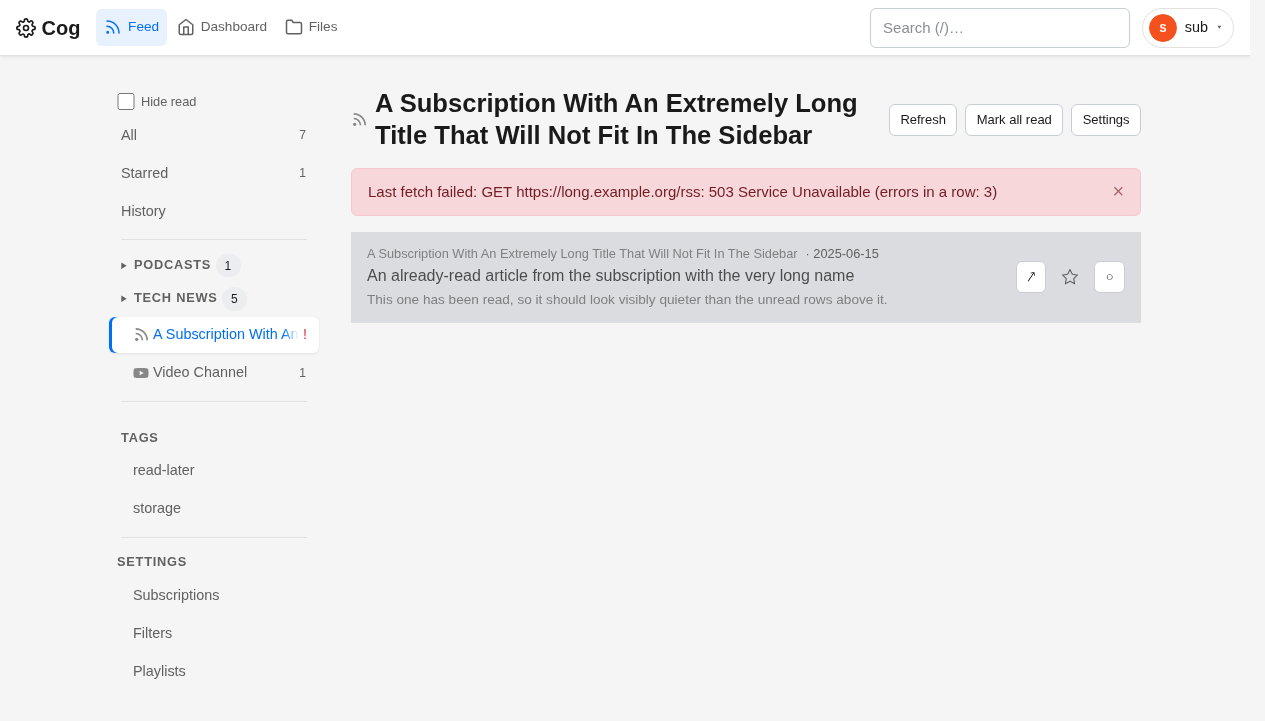 Cog
Feed
Dashboard
Files
Search (/)…
S
sub
Hide read
All 7
Starred 1
History
PODCASTS 1
TECH NEWS 5
A Subscription With An !
Video Channel 1
TAGS
read-later
storage
SETTINGS
Subscriptions
Filters
Playlists
A Subscription With An Extremely Long
Title That Will Not Fit In The Sidebar
Refresh
Mark all read
Settings
Last fetch failed: GET https://long.example.org/rss: 503 Service Unavailable (errors in a row: 3) ×
A Subscription With An Extremely Long Title That Will Not Fit In The Sidebar · 2025-06-15
An already-read article from the subscription with the very long name
This one has been read, so it should look visibly quieter than the unread rows above it.